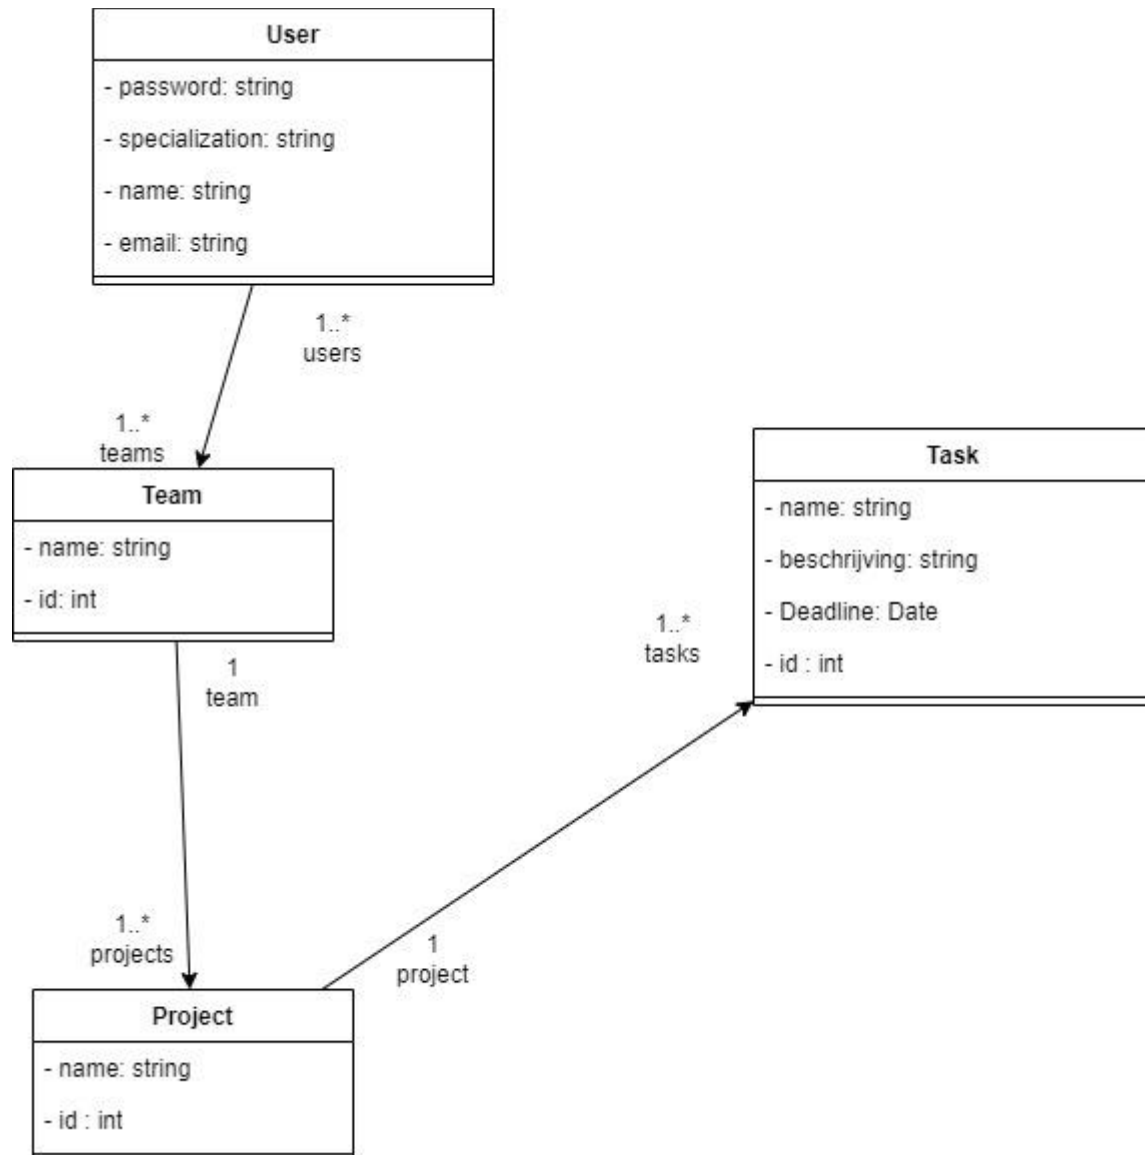 User
- password: string
- specialization: string
- name: string
- email: string
1..*
users
1..*
teams
Team
- name: string
- id: int
Task
- name: string
- beschrijving: string
- Deadline: Date
- id : int
1..*
tasks
1
team
1..*
projects
1
project
Project
- name: string
- id : int